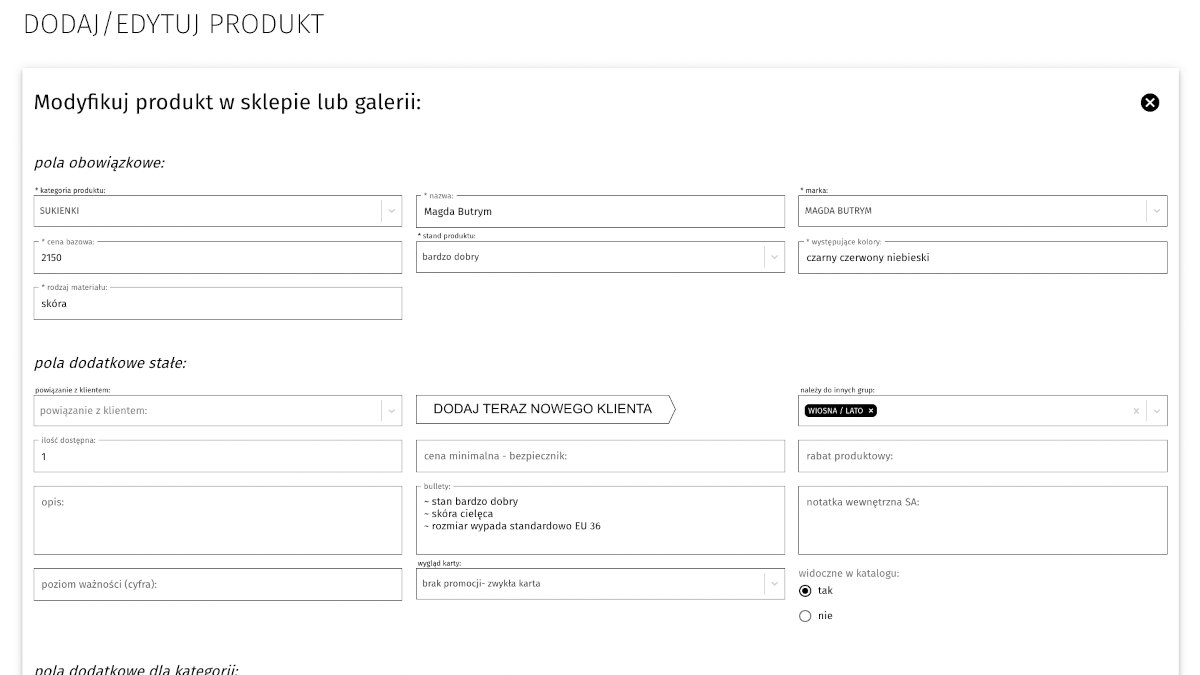 DODAJ/EDYTUJ PRODUKT
Modyfikuj produkt w sklepie lub galerii:
pola obowiązkowe:
* kategoria produktu:
SUKIENKI
* nazwa:
Magda Butrym
* marka:
MAGDA BUTRYM
* cena bazowa:
2150
* stand produktu:
bardzo dobry
* występujące kolory:
czarny czerwony niebieski
* rodzaj materiału:
skóra
pola dodatkowe stałe:
powiązanie z klientem:
powiązanie z klientem:
DODAJ TERAZ NOWEGO KLIENTA
należy do innych grup:
WIOSNA / LATO ×
ilość dostępna:
1
cena minimalna - bezpiecznik:
rabat produktowy:
opis:
bullety:
~ stan bardzo dobry
~ skóra cielęca
~ rozmiar wypada standardowo EU 36
notatka wewnętrzna SA:
poziom ważności (cyfra):
wygląd karty:
brak promocji- zwykła karta
widoczne w katalogu:
tak
nie
pola dodatkowe dla kategorii: